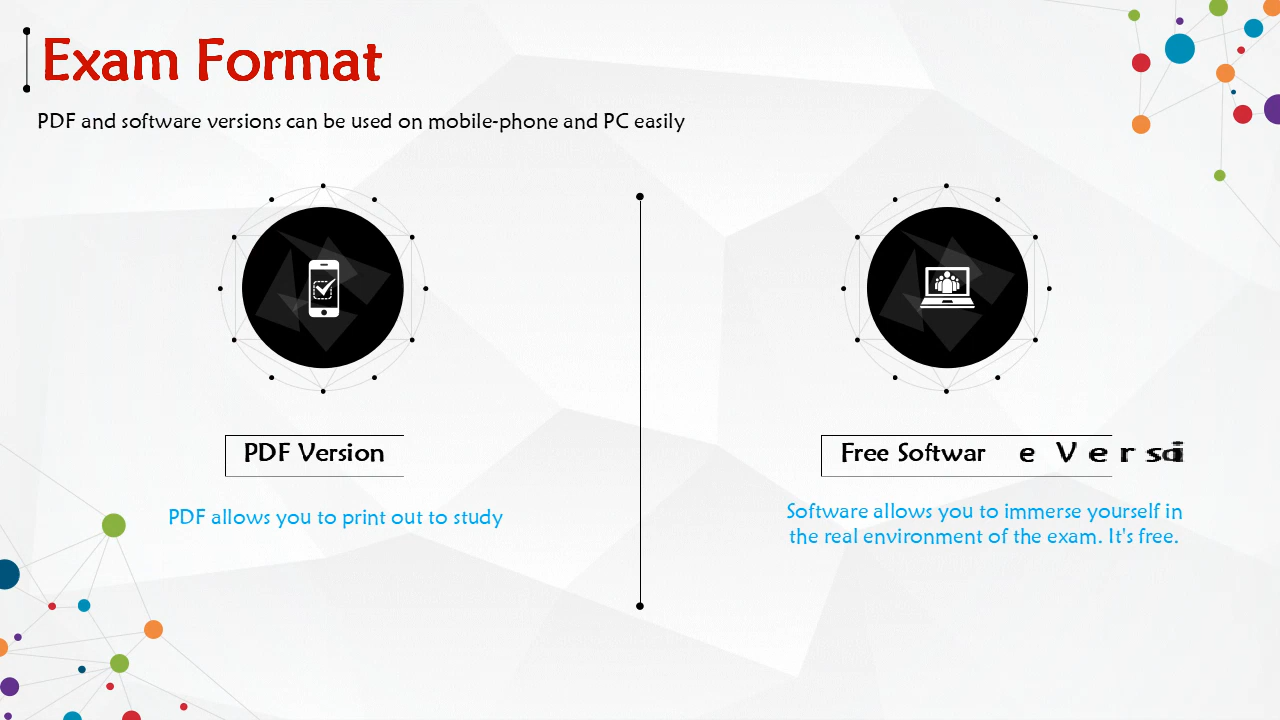 Exam Format
PDF and software versions can be used on mobile-phone and PC easily
PDF Version
Free Software
PDF allows you to print out to study
Software allows you to immerse yourself in
the real environment of the exam. It's free.